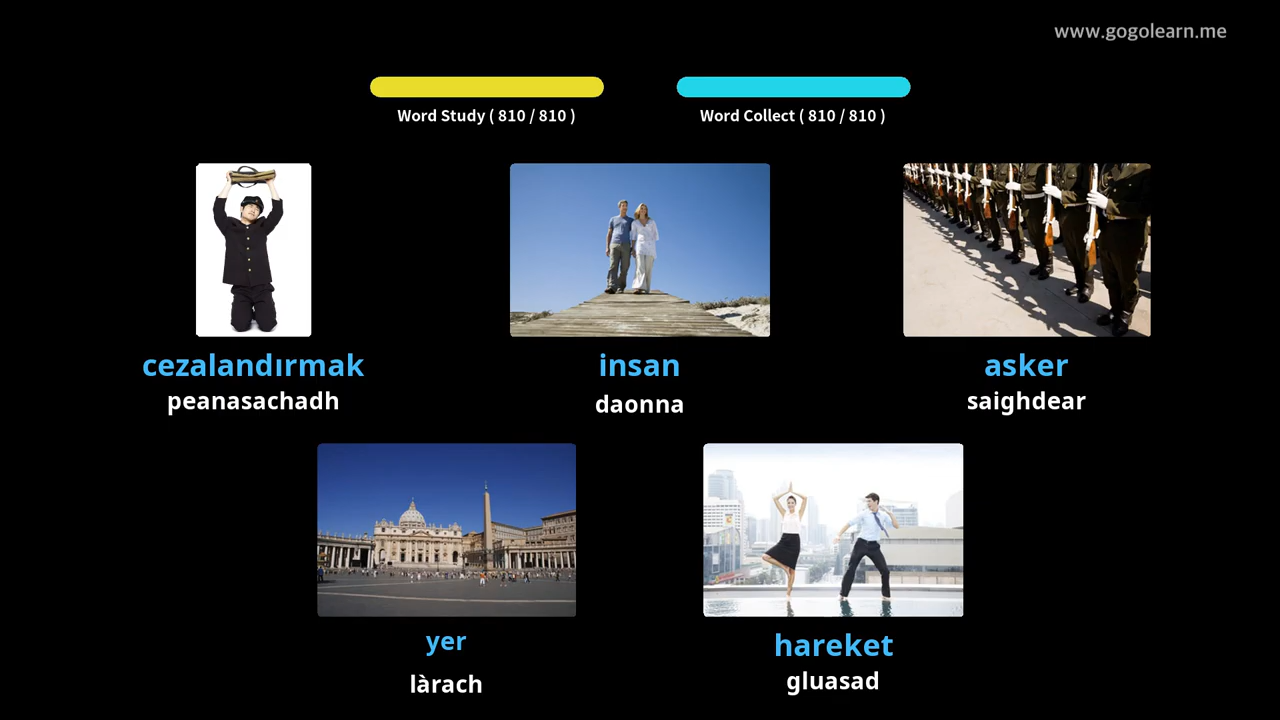 www.gogolearn.me
Word Study ( 810 / 810 )
Word Collect ( 810 / 810 )
cezalandırmak
peanasachadh
insan
daonna
asker
saighdear
yer
làrach
hareket
gluasad